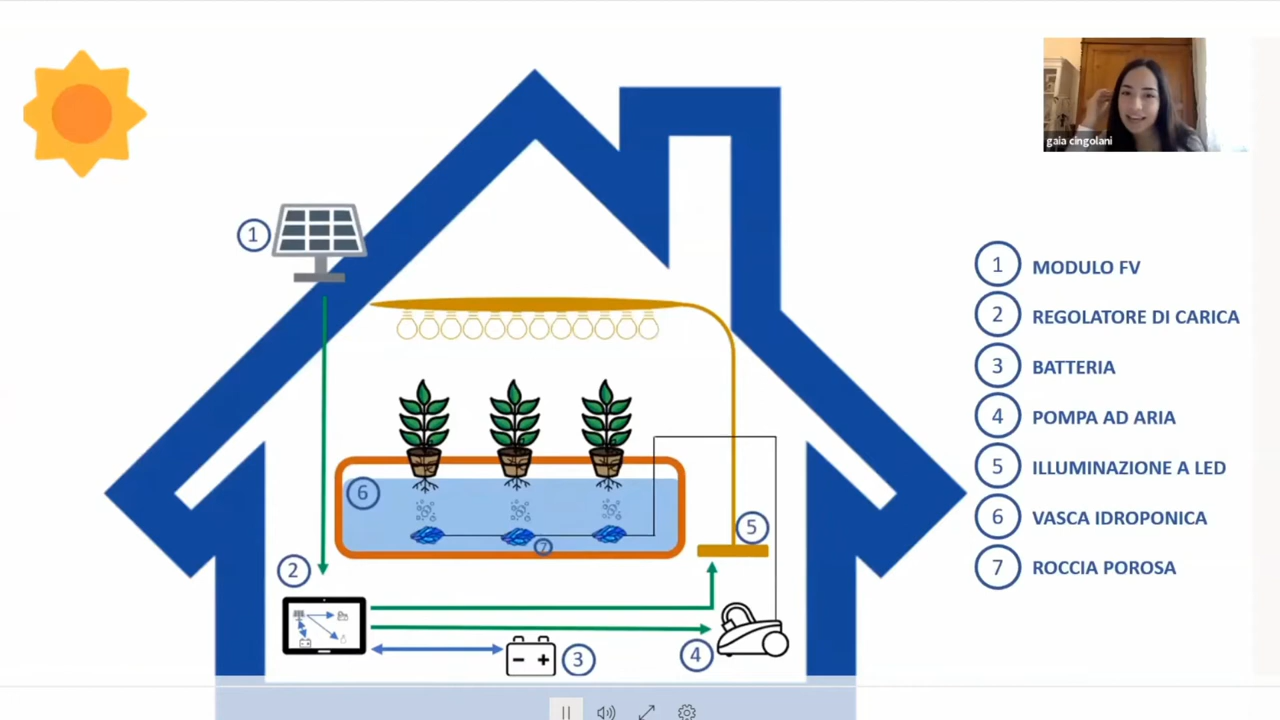 gaia cingolani
1
1 MODULO FV
2 REGOLATORE DI CARICA
3 BATTERIA
4 POMPA AD ARIA
5 ILLUMINAZIONE A LED
6 VASCA IDROPONICA
7 ROCCIA POROSA
6
5
7
2
3
4